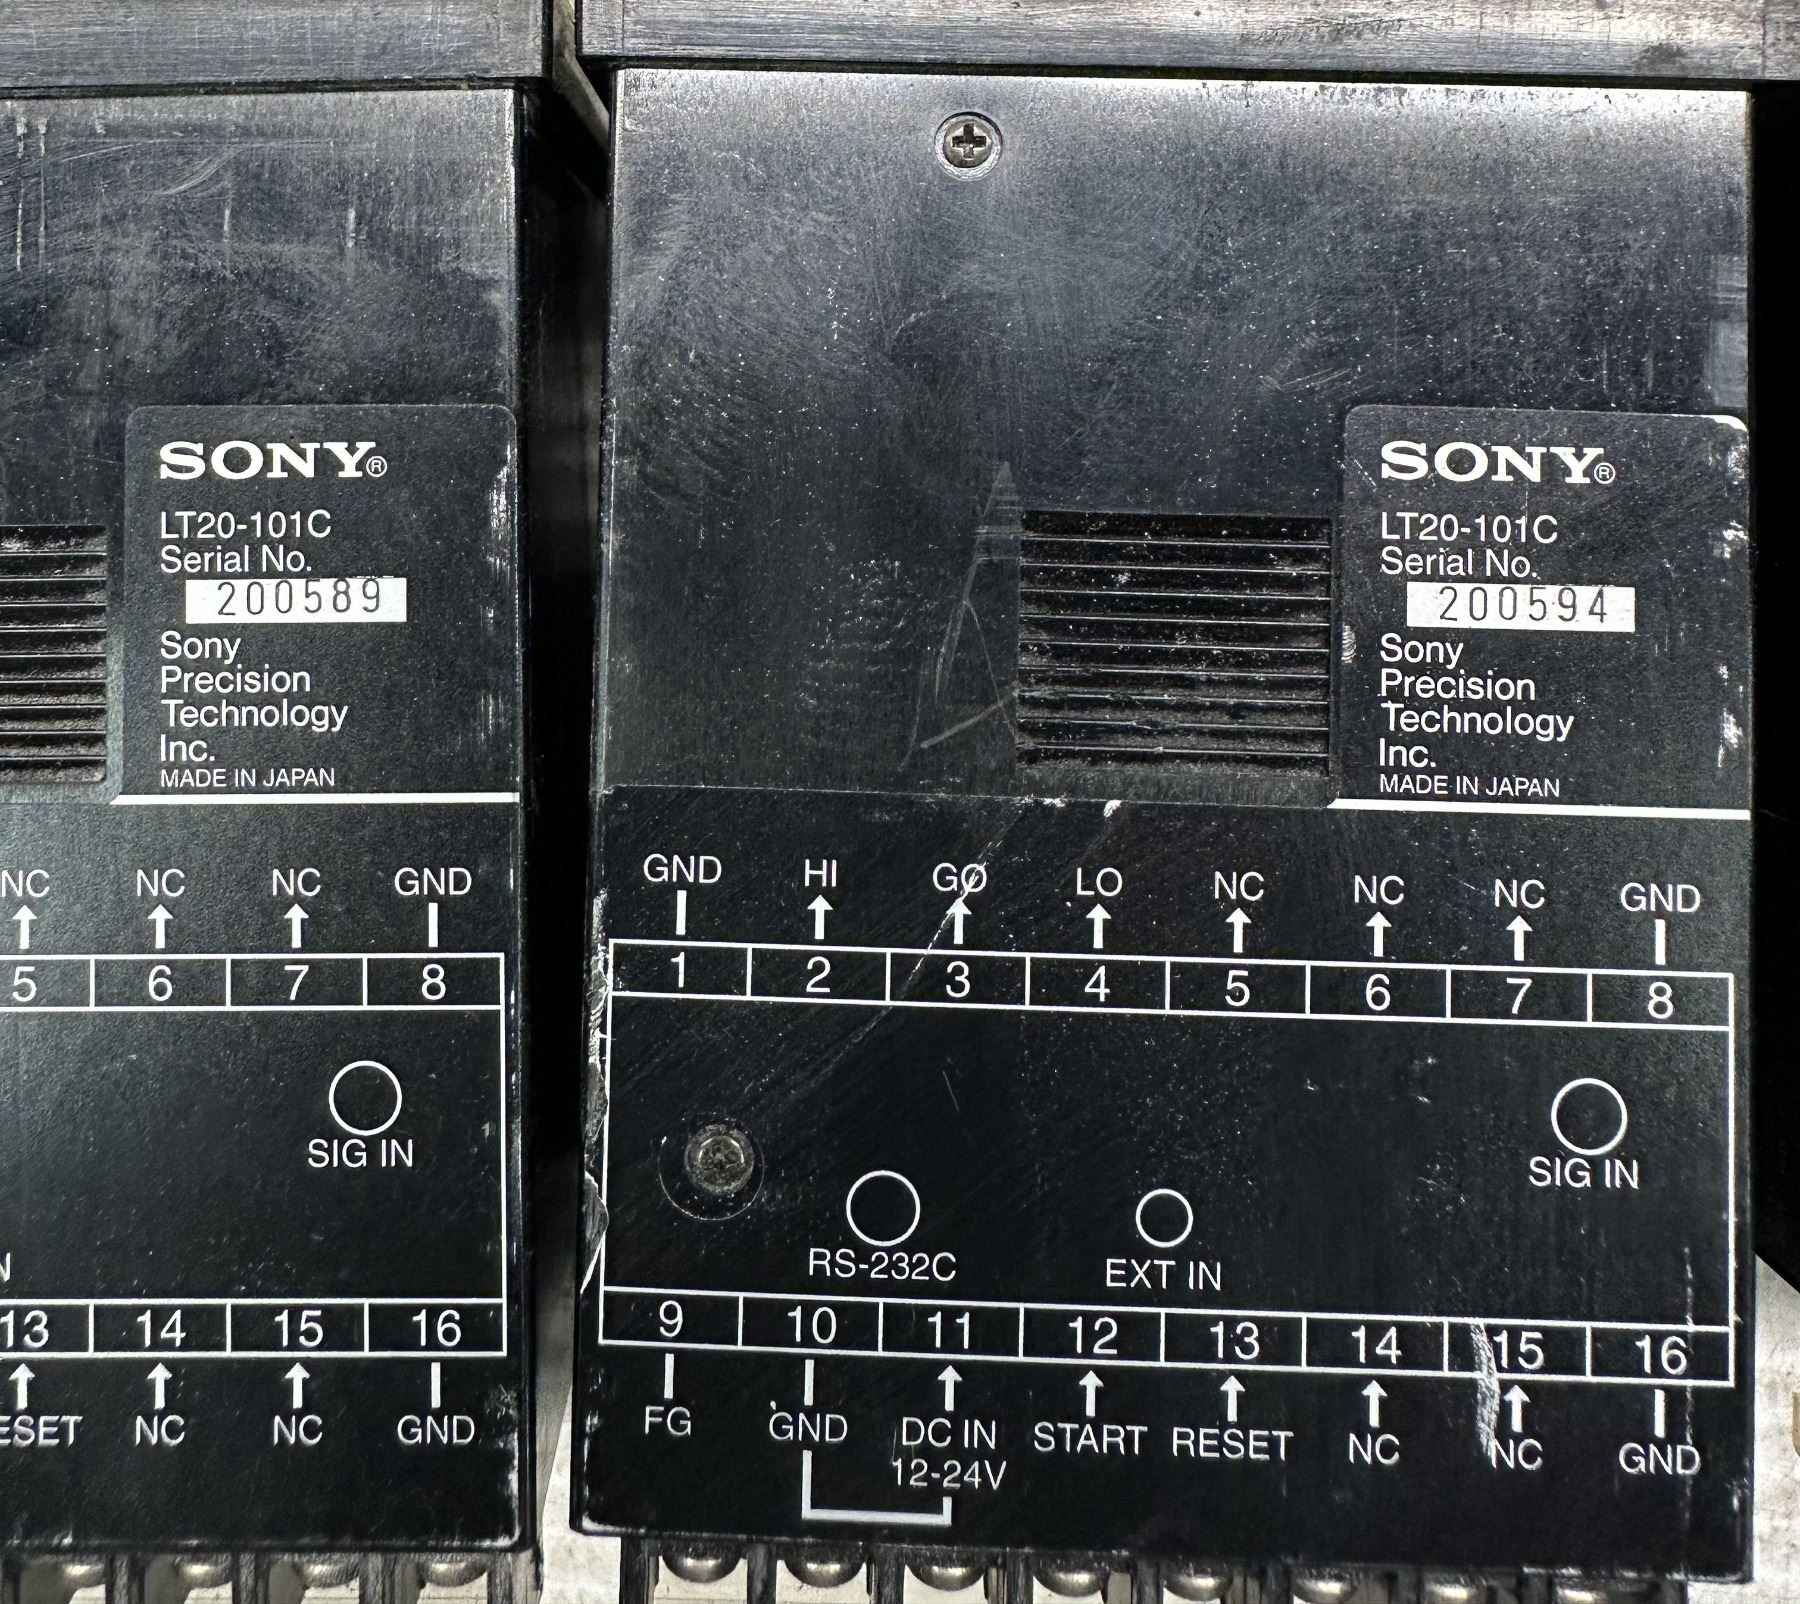 SONY®
LT20-101C
Serial No.
200589
Sony
Precision
Technology
Inc.
MADE IN JAPAN
NC NC NC GND
5 6 7 8
SIG IN
13 14 15 16
NC NC GND
SONY®
LT20-101C
Serial No.
200594
Sony
Precision
Technology
Inc.
MADE IN JAPAN
GND HI GO LO NC NC NC GND
1 2 3 4 5 6 7 8
SIG IN
RS-232C EXT IN
9 10 11 12 13 14 15 16
FG GND DC IN START RESET NC NC GND
12-24V